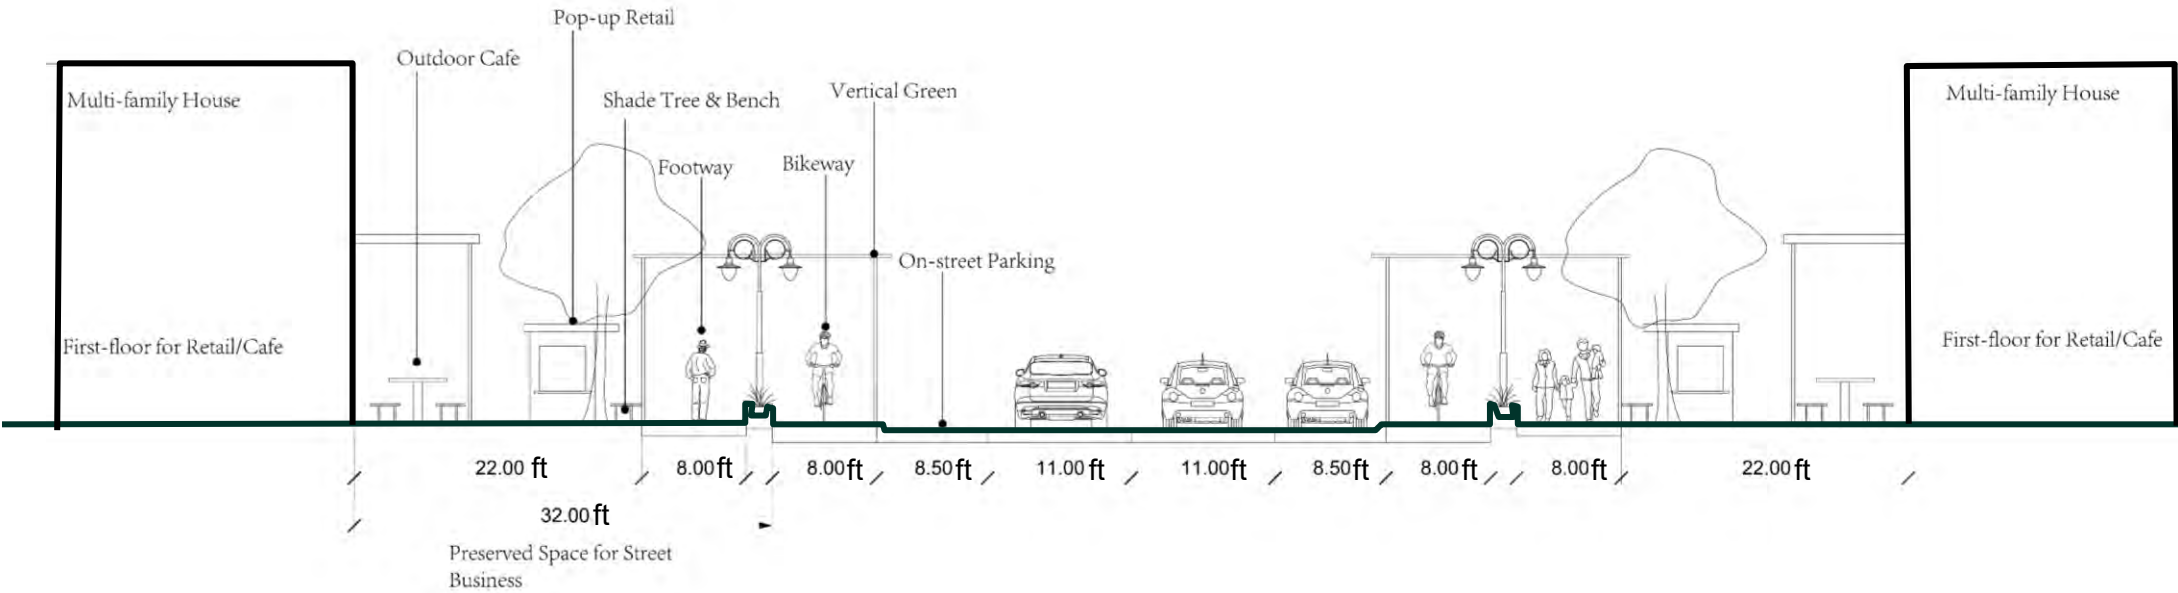 Pop-up Retail
Outdoor Cafe
Multi-family House
Shade Tree & Bench
Vertical Green
Multi-family House
Footway
Bikeway
On-street Parking
First-floor for Retail/Cafe
First-floor for Retail/Cafe
22.00 ft
8.00 ft
8.00 ft
8.50 ft
11.00 ft
11.00 ft
8.50 ft
8.00 ft
8.00 ft
22.00 ft
32.00 ft
Preserved Space for Street
Business